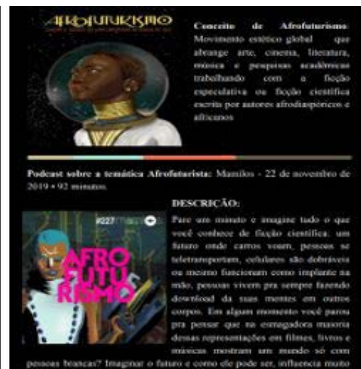 AFROFUTURISMO
Conceito de Afrofuturismo:
Movimento estético global que
abrange arte, cinema, literatura,
música e pesquisas acadêmicas
trabalhando com a ficção
especulativa ou ficção científica
escrita por autores afrodiaspóricos e
africanos
Podcast sobre a temática Afrofuturista: Mamilos - 22 de novembro de
2019 • 92 minutos.
DESCRIÇÃO:
#227
AFRO
FUTU
RISMO
Pare um minuto e imagine tudo o que
você conhece de ficção científica: um
futuro onde carros voam, pessoas se
teletransportam, celulares são dobráveis
ou mesmo funcionam como implante na
mão, pessoas vivem pra sempre fazendo
download da suas mentes em outros
corpos. Em algum momento você parou
pra pensar que na esmagadora maioria
dessas representações em filmes, livros e
músicas mostram um mundo só com
pessoas brancas? Imaginar o futuro e como ele pode ser, influencia muito